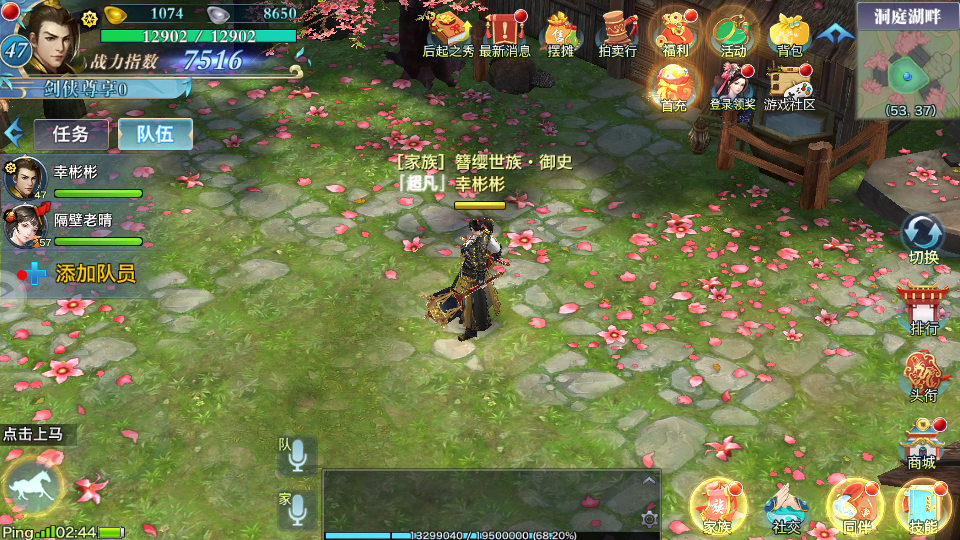 1074
8650
12902 / 12902
47
战力指数 7516
剑侠尊享0
后起之秀
最新消息
摆摊
拍卖行
福利
活动
背包
首充
登录领奖
游戏社区
洞庭湖畔
(53, 37)
任务
队伍
幸彬彬
47
隔壁老晴
57
添加队员
[家族] 簪缨世族·御史
「超凡」幸彬彬
切换
排行
头衔
商城
点击上马
队
家
Ping
02:44
13299040 / 19500000 (68.20%)
家族
社交
同伴
技能